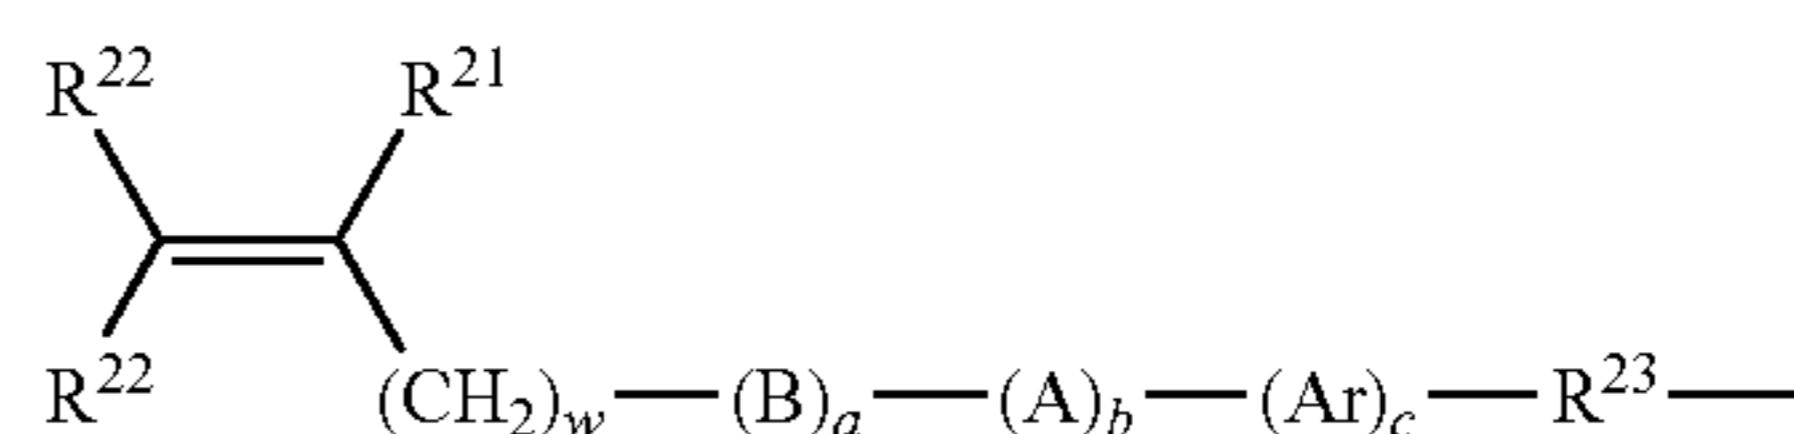 R²² R²¹
R²² (CH₂)w—(B)a—(A)b—(Ar)c—R²³—